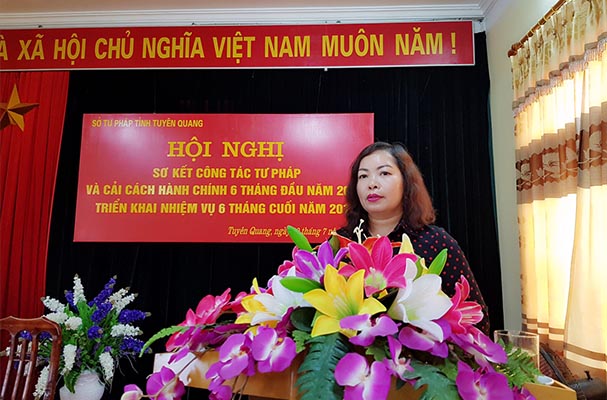 À XÃ HỘI CHỦ NGHĨA VIỆT NAM MUÔN NĂM !
SỞ TƯ PHÁP TỈNH TUYÊN QUANG
HỘI NGHỊ
SƠ KẾT CÔNG TÁC TƯ PHÁP
VÀ CẢI CÁCH HÀNH CHÍNH 6 THÁNG ĐẦU NĂM
TRIỂN KHAI NHIỆM VỤ 6 THÁNG CUỐI NĂM
Tuyên Quang, tháng 7